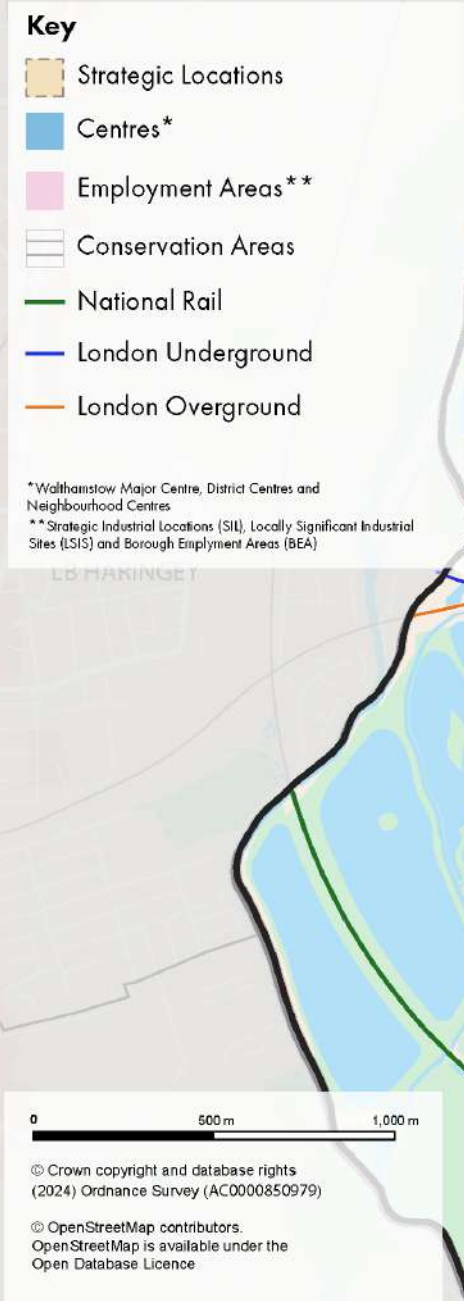 Key
Strategic Locations
Centres*
Employment Areas**
Conservation Areas
National Rail
London Underground
London Overground
*Walthamstow Major Centre, District Centres and
Neighbourhood Centres
**Strategic Industrial Locations (SIL), Locally Significant Industrial
Sites (LSIS) and Borough Emplyment Areas (BEA)
LB HARINGEY
0 500 m 1,000 m
© Crown copyright and database rights
(2024) Ordnance Survey (AC0000850979)
© OpenStreetMap contributors.
OpenStreetMap is available under the
Open Database Licence